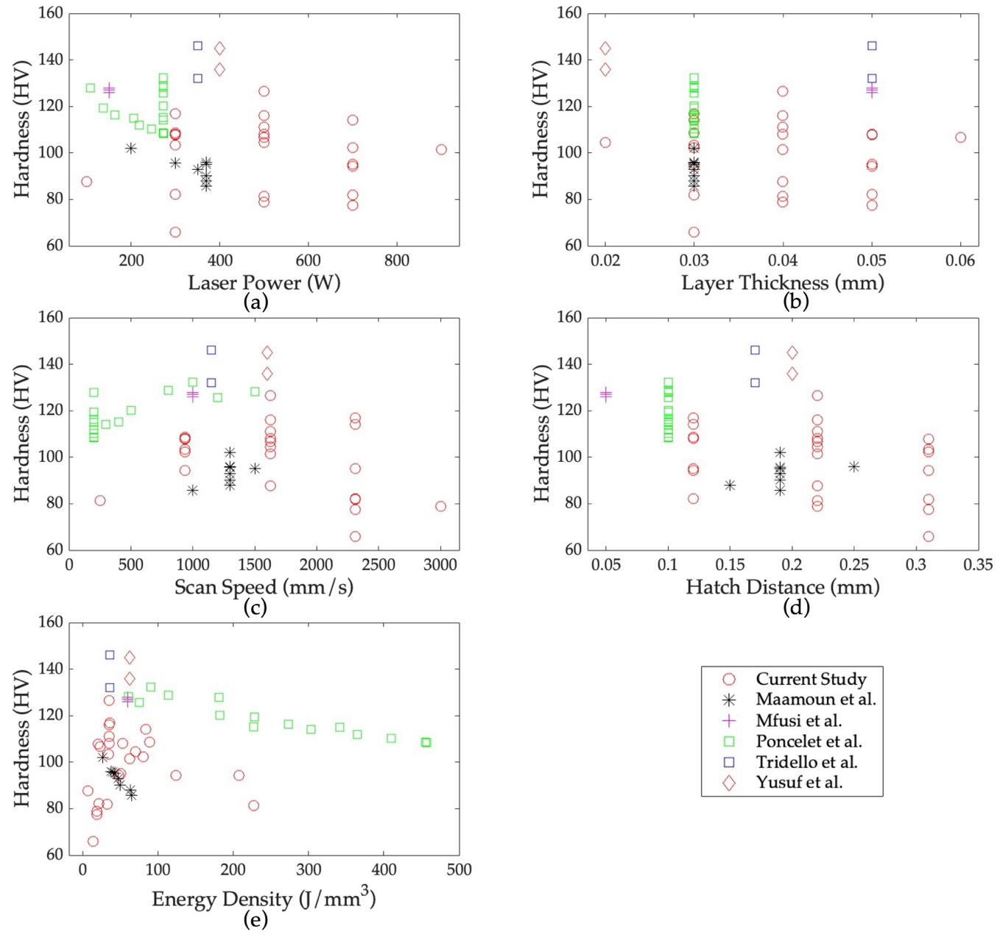 160
140
120
100
80
60
Hardness (HV)
200 400 600 800
Laser Power (W)
(a)
160
140
120
100
80
60
Hardness (HV)
0.02 0.03 0.04 0.05 0.06
Layer Thickness (mm)
(b)
160
140
120
100
80
60
Hardness (HV)
0 500 1000 1500 2000 2500 3000
Scan Speed (mm/s)
(c)
160
140
120
100
80
60
Hardness (HV)
0.05 0.1 0.15 0.2 0.25 0.3 0.35
Hatch Distance (mm)
(d)
160
140
120
100
80
60
Hardness (HV)
0 100 200 300 400 500
Energy Density (J/mm³)
(e)
Current Study
Maamoun et al.
Mfusi et al.
Poncelet et al.
Tridello et al.
Yusuf et al.